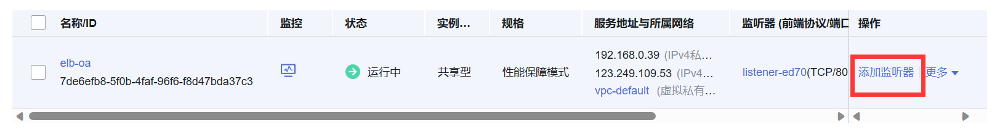 名称/ID 监控 状态 实例... 规格 服务地址与所属网络 监听器 (前端协议/端口 操作
elb-oa
7de6efb8-5f0b-4faf-96f6-f8d47bda37c3
运行中 共享型 性能保障模式
192.168.0.39 (IPv4私...
123.249.109.53 (IPv4...
vpc-default (虚拟私有...
listener-ed70(TCP/80 添加监听器 更多